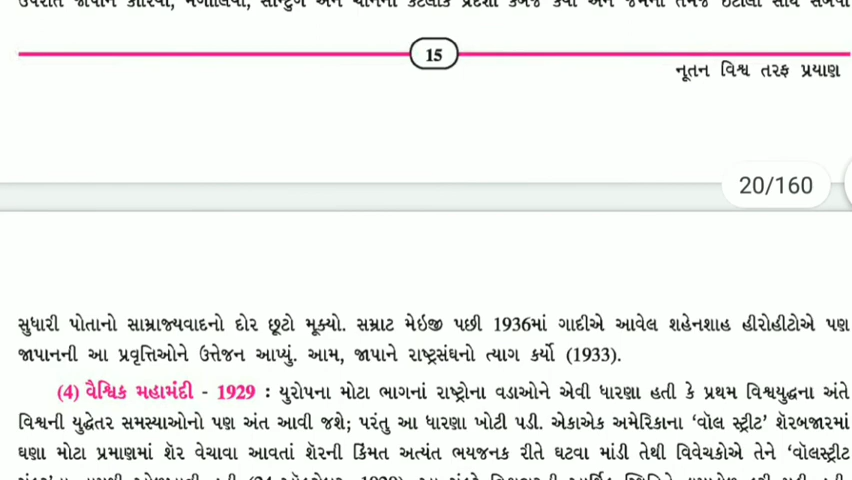 15
નૂતન વિશ્વ તરફ પ્રયાણ
20/160
સુધારી પોતાનો સામ્રાજ્યવાદનો દોર છૂટો મૂક્યો. સમ્રાટ મેઇજી પછી 1936માં ગાદીએ આવેલ શહેનશાહ હીરોહીટોએ પણ
જાપાનની આ પ્રવૃત્તિઓને ઉત્તેજન આપ્યું. આમ, જાપાને રાષ્ટ્રસંઘનો ત્યાગ કર્યો (1933).
(4) વૈશ્વિક મહામંદી - 1929 : યુરોપના મોટા ભાગનાં રાષ્ટ્રોના વડાઓને એવી ધારણા હતી કે પ્રથમ વિશ્વયુદ્ધના અંતે
વિશ્વની યુદ્ધેતર સમસ્યાઓનો પણ અંત આવી જશે; પરંતુ આ ધારણા ખોટી પડી. એકાએક અમેરિકાના ‘વૉલ સ્ટ્રીટ’ શૅરબજારમાં
ઘણા મોટા પ્રમાણમાં શૅર વેચાવા આવતાં શૅરની કિંમત અત્યંત ભયજનક રીતે ઘટવા માંડી તેથી વિવેચકોએ તેને ‘વૉલસ્ટ્રીટ